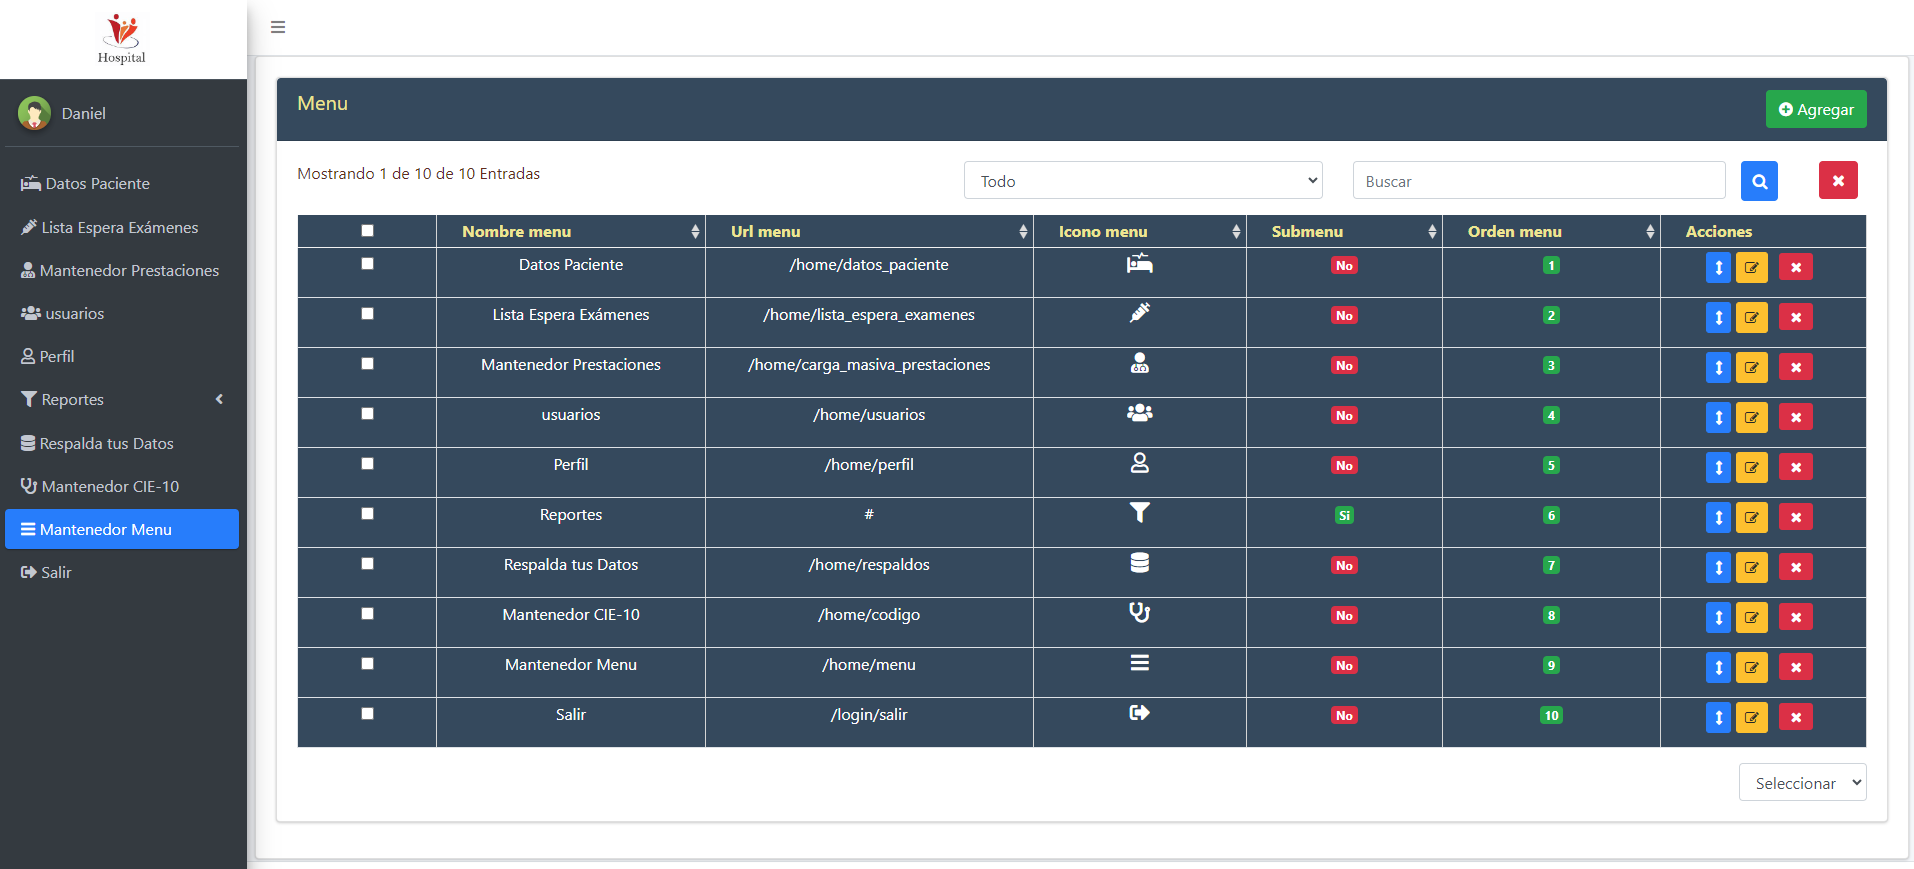 Hospital
Daniel
Datos Paciente
Lista Espera Exámenes
Mantenedor Prestaciones
usuarios
Perfil
Reportes
Respalda tus Datos
Mantenedor CIE-10
Mantenedor Menu
Salir
Menu
Agregar
Mostrando 1 de 10 de 10 Entradas
Todo
Buscar
Nombre menu Url menu Icono menu Submenu Orden menu Acciones
Datos Paciente /home/datos_paciente No 1
Lista Espera Exámenes /home/lista_espera_examenes No 2
Mantenedor Prestaciones /home/carga_masiva_prestaciones No 3
usuarios /home/usuarios No 4
Perfil /home/perfil No 5
Reportes # Si 6
Respalda tus Datos /home/respaldos No 7
Mantenedor CIE-10 /home/codigo No 8
Mantenedor Menu /home/menu No 9
Salir /login/salir No 10
Seleccionar